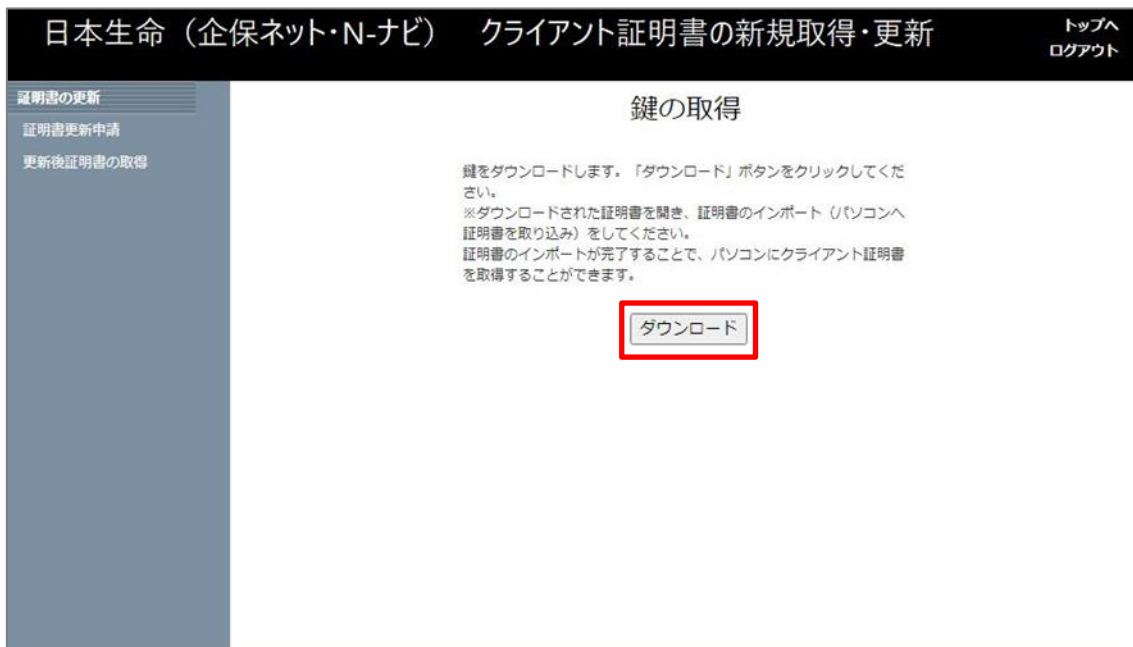 日本生命（企保ネット・N-ナビ）　クライアント証明書の新規取得・更新
トップへ
ログアウト
証明書の更新
証明書更新申請
更新後証明書の取得
鍵の取得
鍵をダウンロードします。「ダウンロード」ボタンをクリックしてくだ
さい。
※ダウンロードされた証明書を開き、証明書のインポート（パソコンへ
証明書を取り込み）をしてください。
証明書のインポートが完了することで、パソコンにクライアント証明書
を取得することができます。
ダウンロード